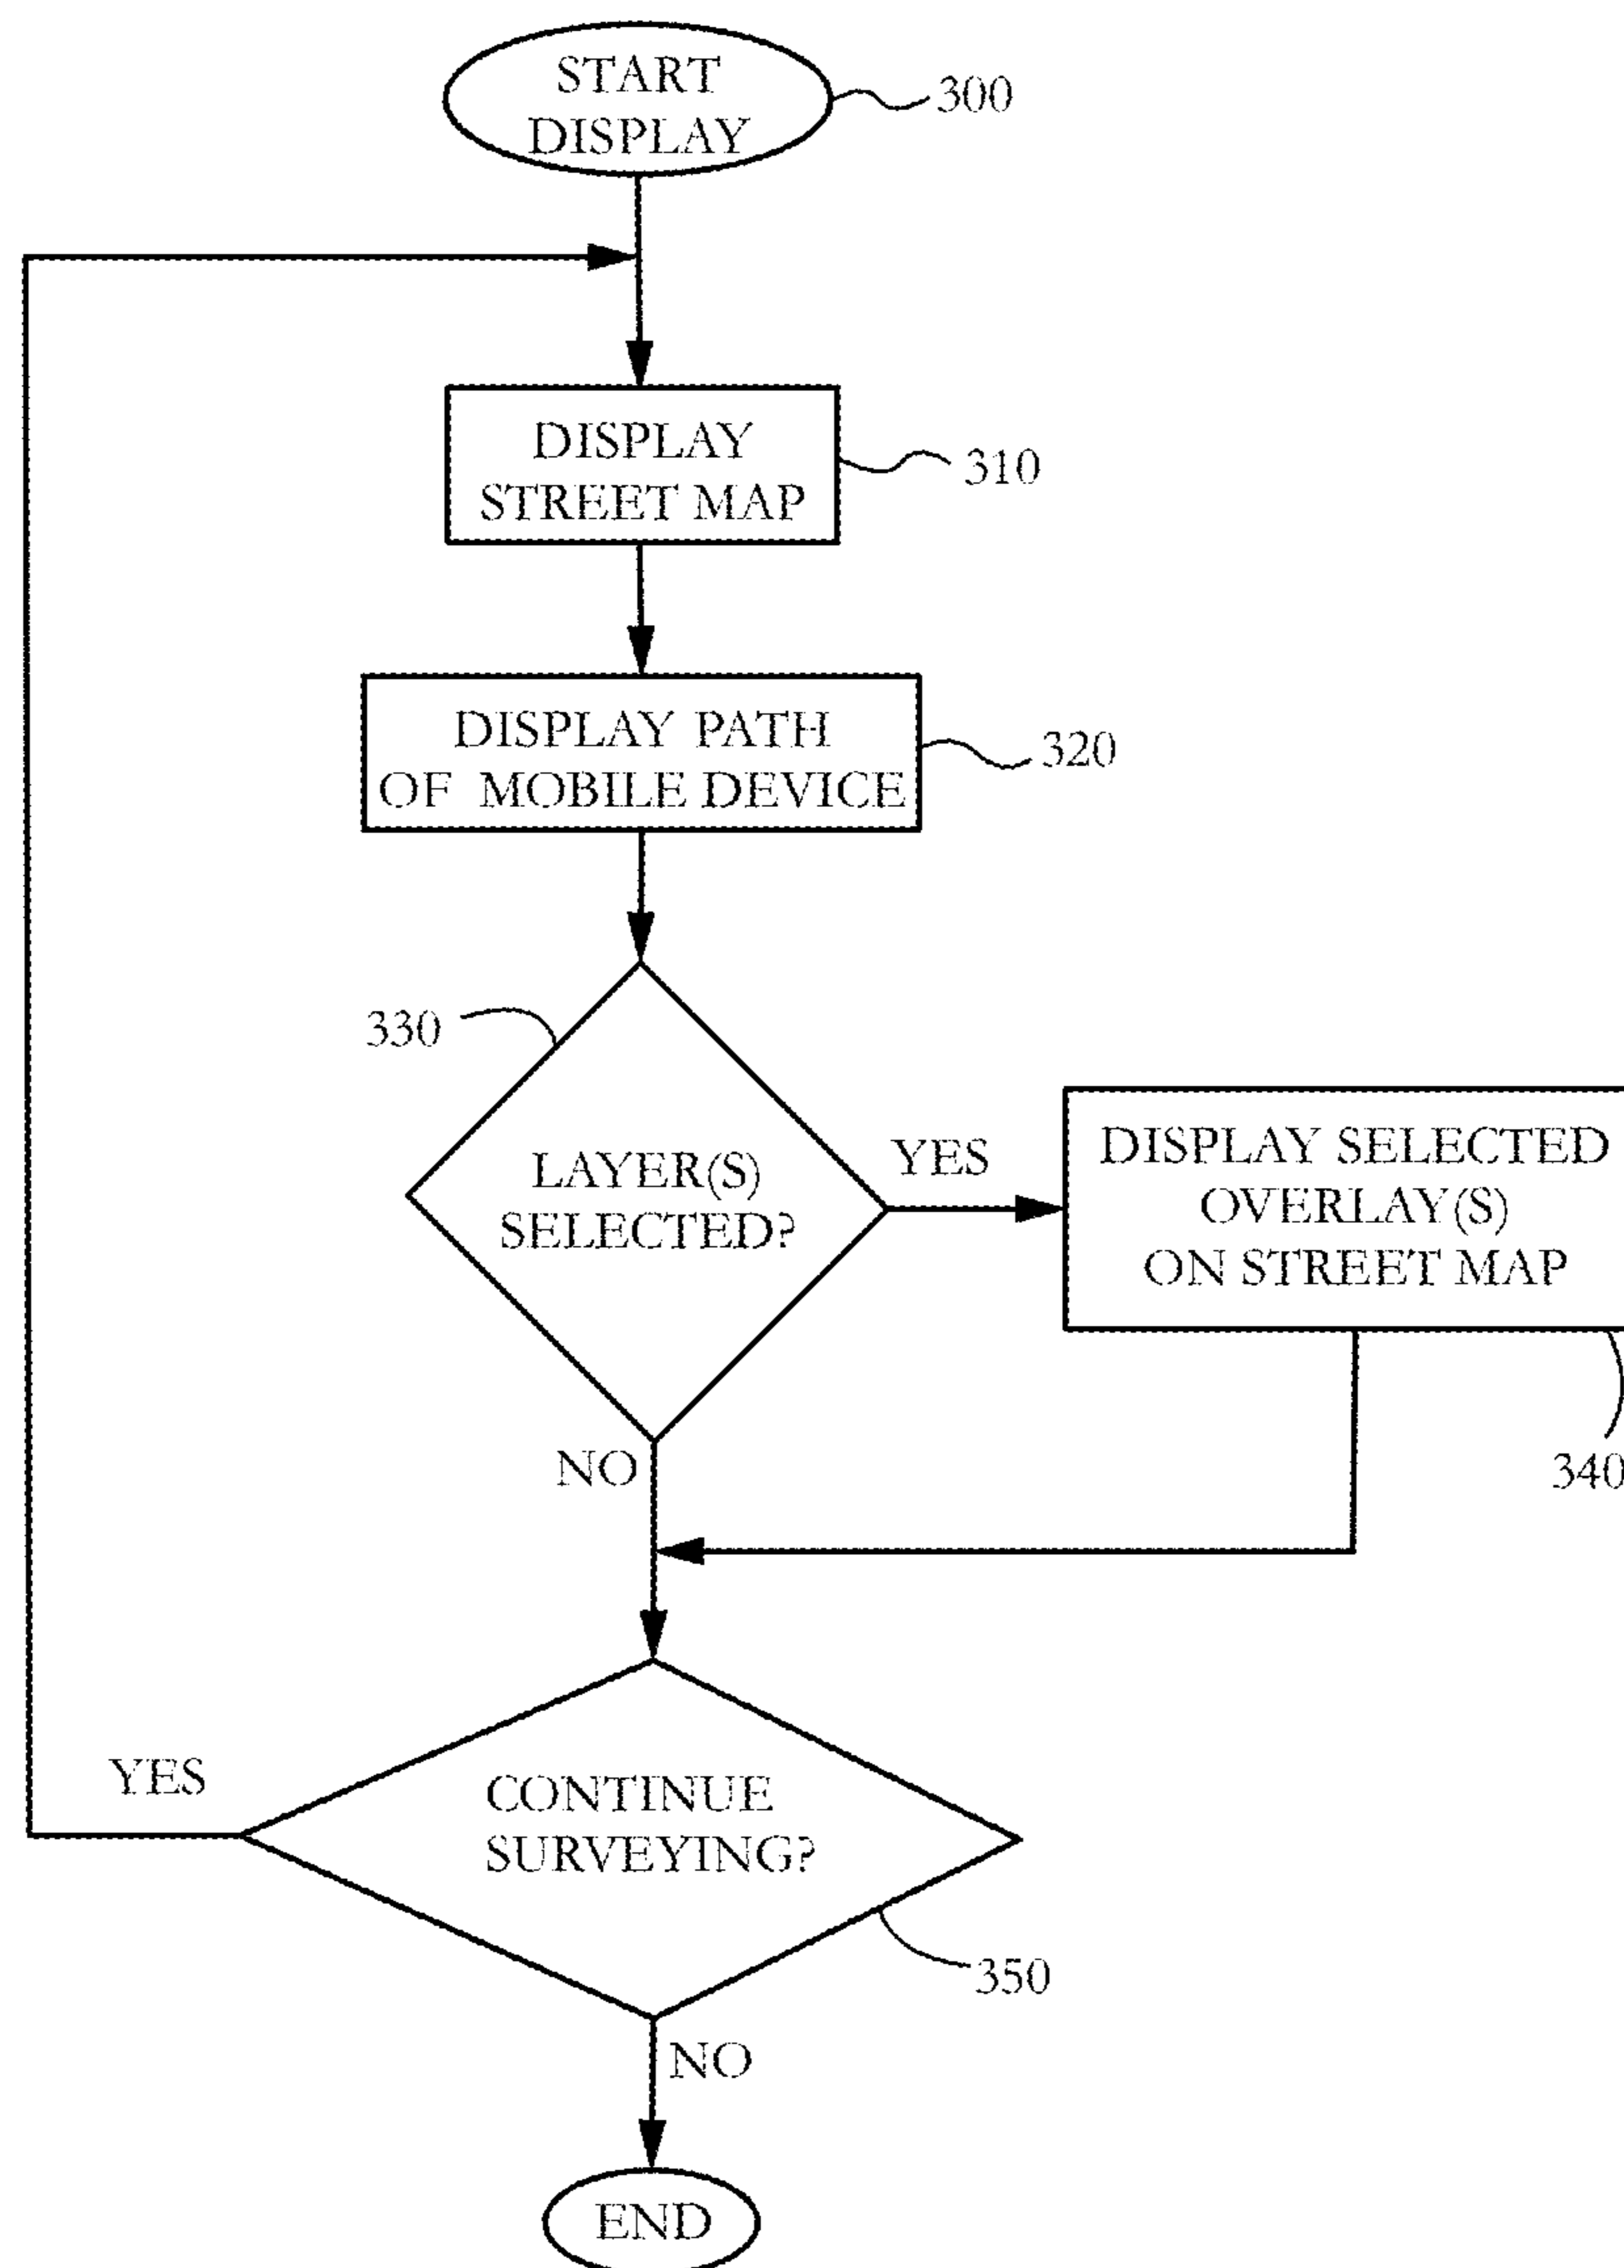 START
DISPLAY
300
DISPLAY
STREET MAP
310
DISPLAY PATH
OF MOBILE DEVICE
320
330
LAYER(S)
SELECTED?
YES
DISPLAY SELECTED
OVERLAY(S)
ON STREET MAP
340
NO
YES
CONTINUE
SURVEYING?
350
NO
END